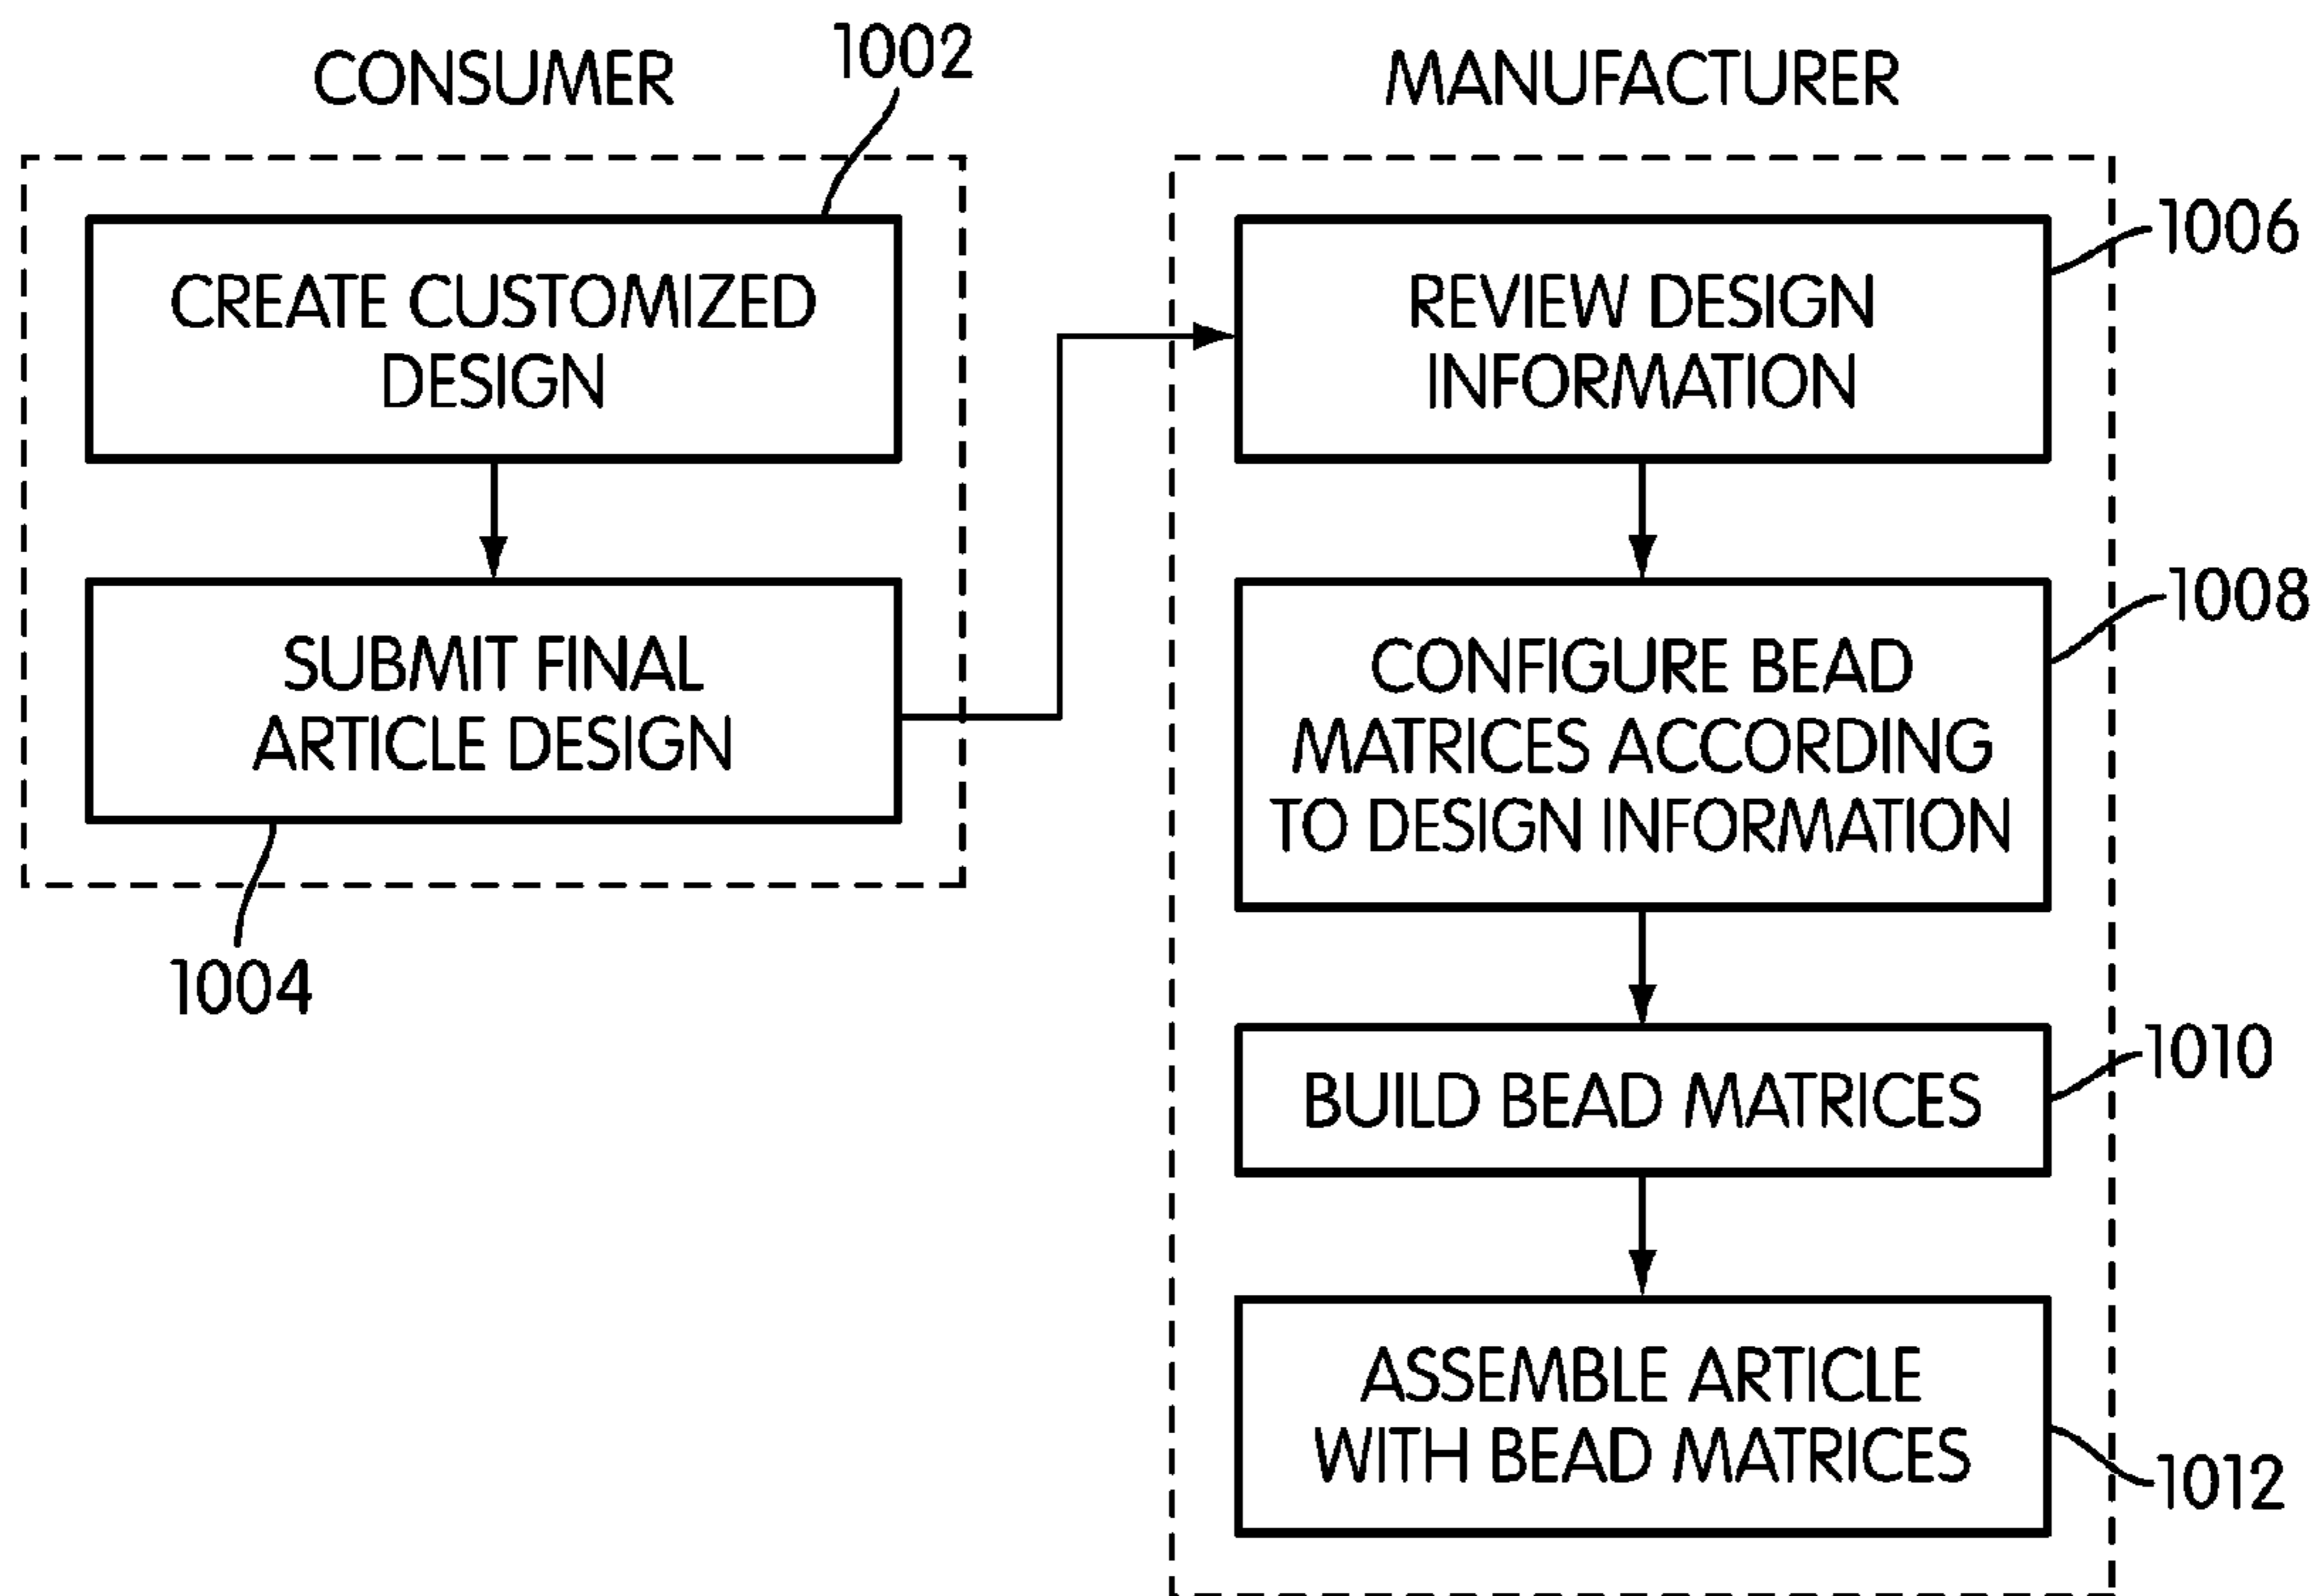 CONSUMER
1002
CREATE CUSTOMIZED
DESIGN
SUBMIT FINAL
ARTICLE DESIGN
1004
MANUFACTURER
1006
REVIEW DESIGN
INFORMATION
1008
CONFIGURE BEAD
MATRICES ACCORDING
TO DESIGN INFORMATION
1010
BUILD BEAD MATRICES
ASSEMBLE ARTICLE
WITH BEAD MATRICES
1012